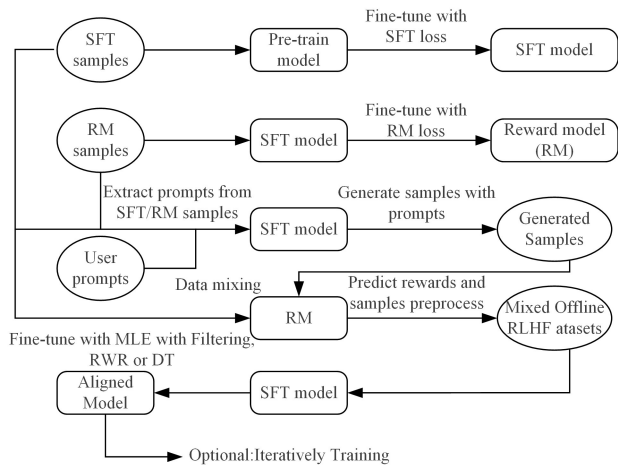 SFT
samples
Pre-train
model
Fine-tune with
SFT loss
SFT model
RM
samples
SFT model
Fine-tune with
RM loss
Reward model
(RM)
Extract prompts from
SFT/RM samples
SFT model
Generate samples with
prompts
Generated
Samples
User
prompts
Data mixing
RM
Predict rewards and
samples preprocess
Mixed Offline
RLHF atasets
Fine-tune with MLE with Filtering,
RWR or DT
Aligned
Model
SFT model
Optional:Iteratively Training